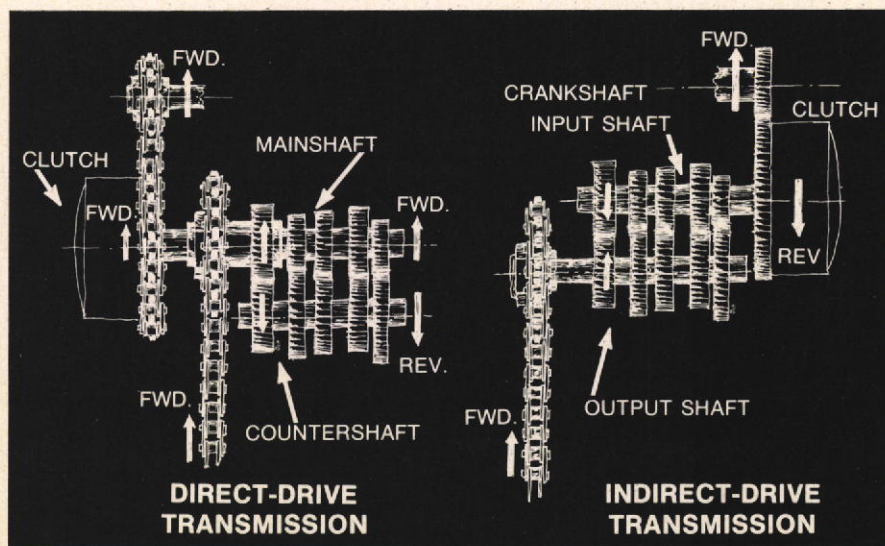 FWD.
CLUTCH
MAINSHAFT
FWD.
FWD.
REV.
FWD.
COUNTERSHAFT
DIRECT-DRIVE
TRANSMISSION
FWD.
CRANKSHAFT
INPUT SHAFT
CLUTCH
REV
OUTPUT SHAFT
FWD.
INDIRECT-DRIVE
TRANSMISSION